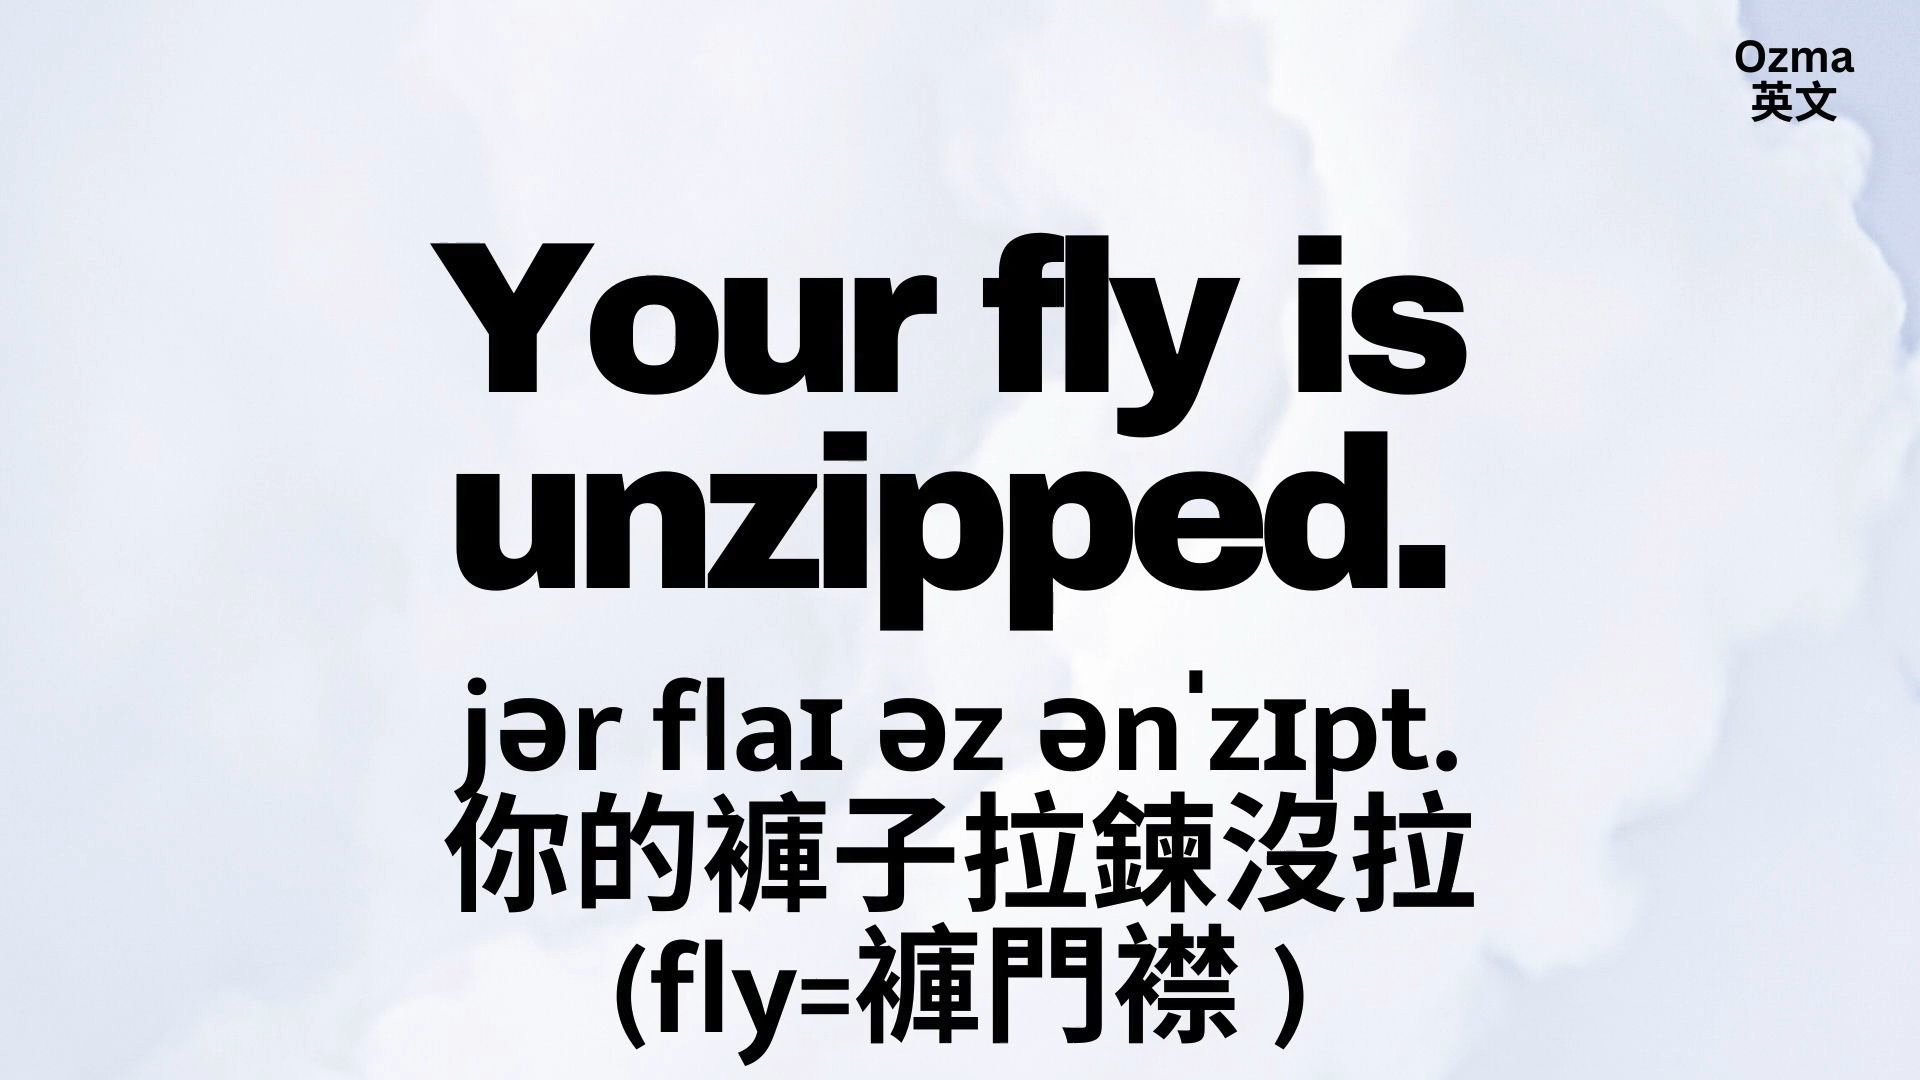 Ozma
英文
Your fly is
unzipped.
jər flaɪ əz ənˈzɪpt.
你的褲子拉鍊沒拉
(fly=褲門襟 )